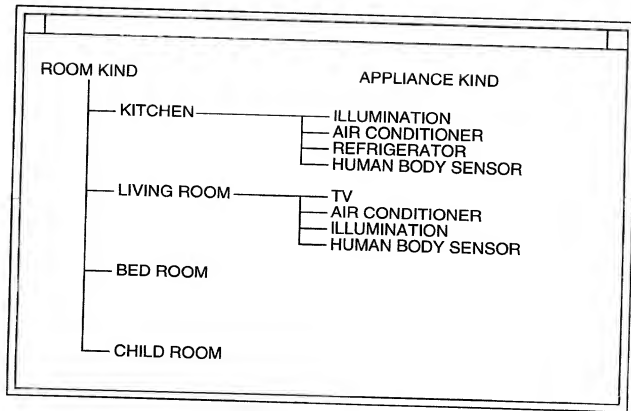 ROOM KIND APPLIANCE KIND
KITCHEN ILLUMINATION
AIR CONDITIONER
REFRIGERATOR
HUMAN BODY SENSOR
LIVING ROOM TV
AIR CONDITIONER
ILLUMINATION
HUMAN BODY SENSOR
BED ROOM
CHILD ROOM